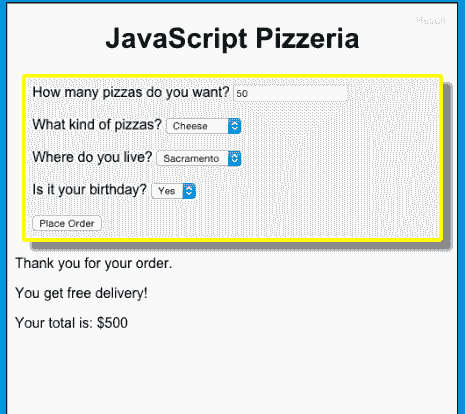 JavaScript Pizzeria
How many pizzas do you want? 50
What kind of pizzas? Cheese
Where do you live? Sacramento
Is it your birthday? Yes
Place Order
Thank you for your order.
You get free delivery!
Your total is: $500